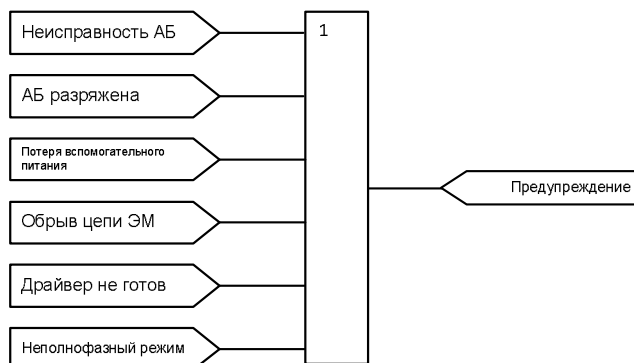 Неисправность АБ
1
АБ разряжена
Потеря вспомогательного
питания
Предупреждение
Обрыв цепи ЭМ
Драйвер не готов
Неполнофазный режим